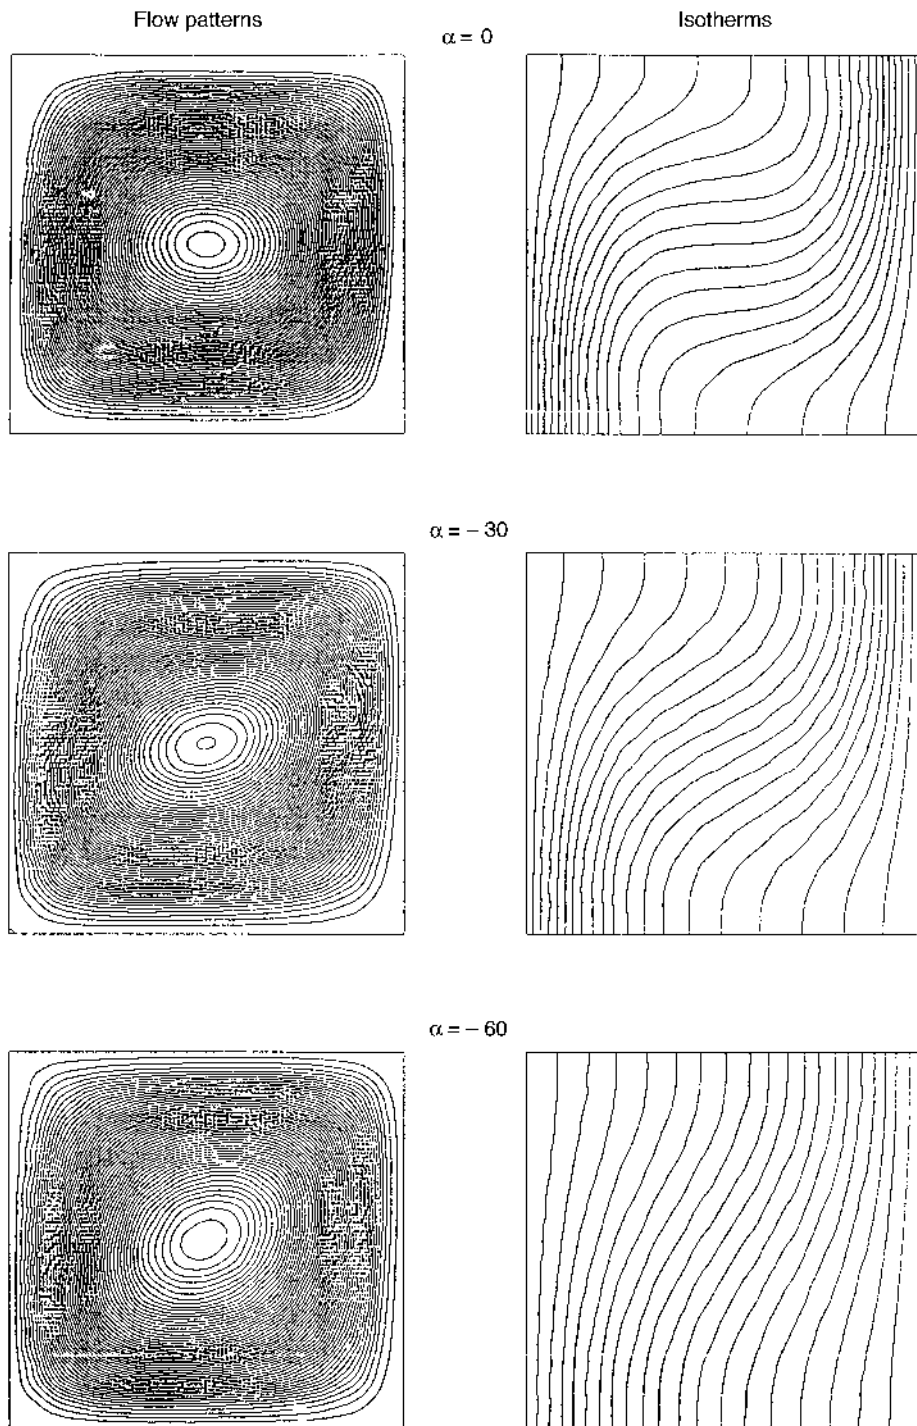 Flow patterns
Isotherms
α = 0
α = − 30
α = − 60